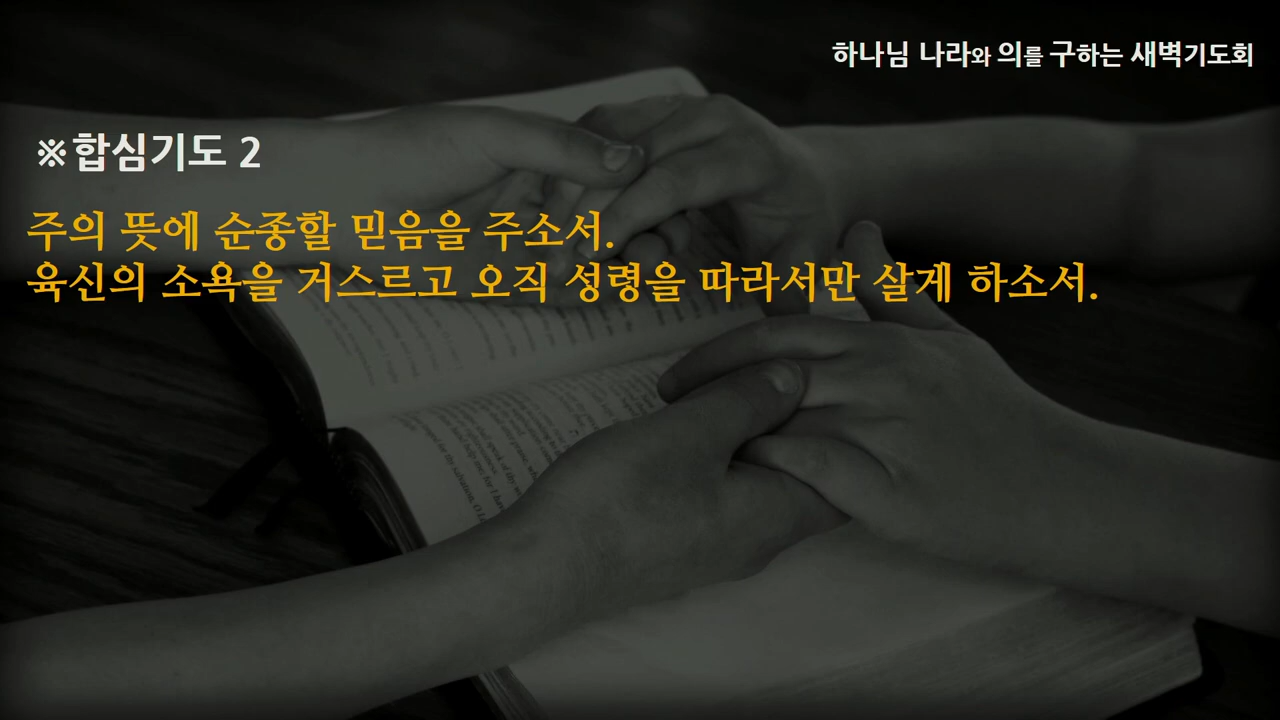 하나님 나라와 의를 구하는 새벽기도회
※합심기도 2
주의 뜻에 순종할 믿음을 주소서.
육신의 소욕을 거스르고 오직 성령을 따라서만 살게 하소서.